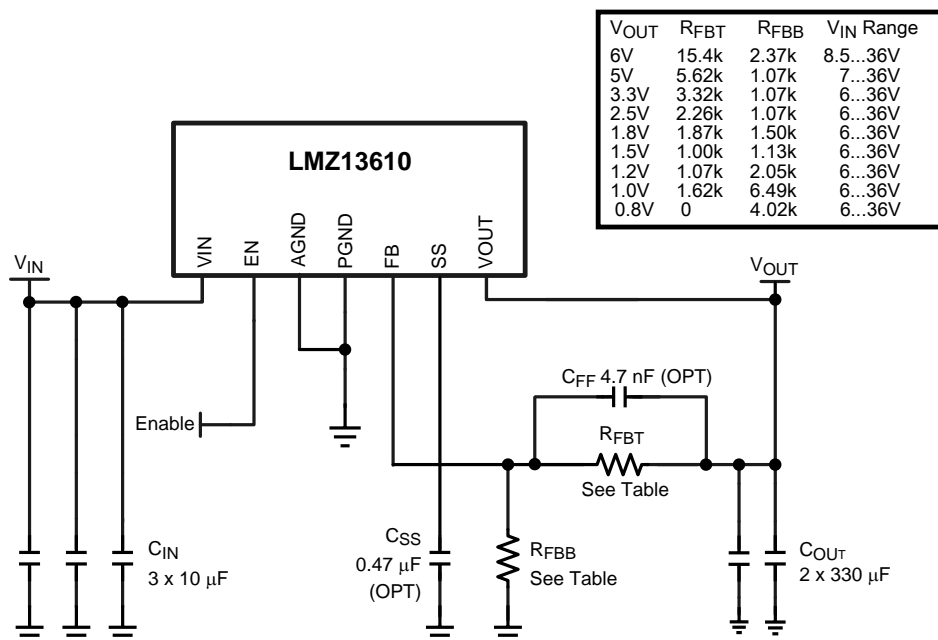 VOUT RFBT RFBB VIN Range
6V 15.4k 2.37k 8.5...36V
5V 5.62k 1.07k 7...36V
3.3V 3.32k 1.07k 6...36V
2.5V 2.26k 1.07k 6...36V
1.8V 1.87k 1.50k 6...36V
1.5V 1.00k 1.13k 6...36V
1.2V 1.07k 2.05k 6...36V
1.0V 1.62k 6.49k 6...36V
0.8V 0 4.02k 6...36V
LMZ13610
VIN EN AGND PGND FB SS VOUT
VIN
VOUT
CFF 4.7 nF (OPT)
Enable
RFBT
See Table
CIN
3 x 10 μF
CSS
0.47 μF
(OPT)
RFBB
See Table
COUT
2 x 330 μF